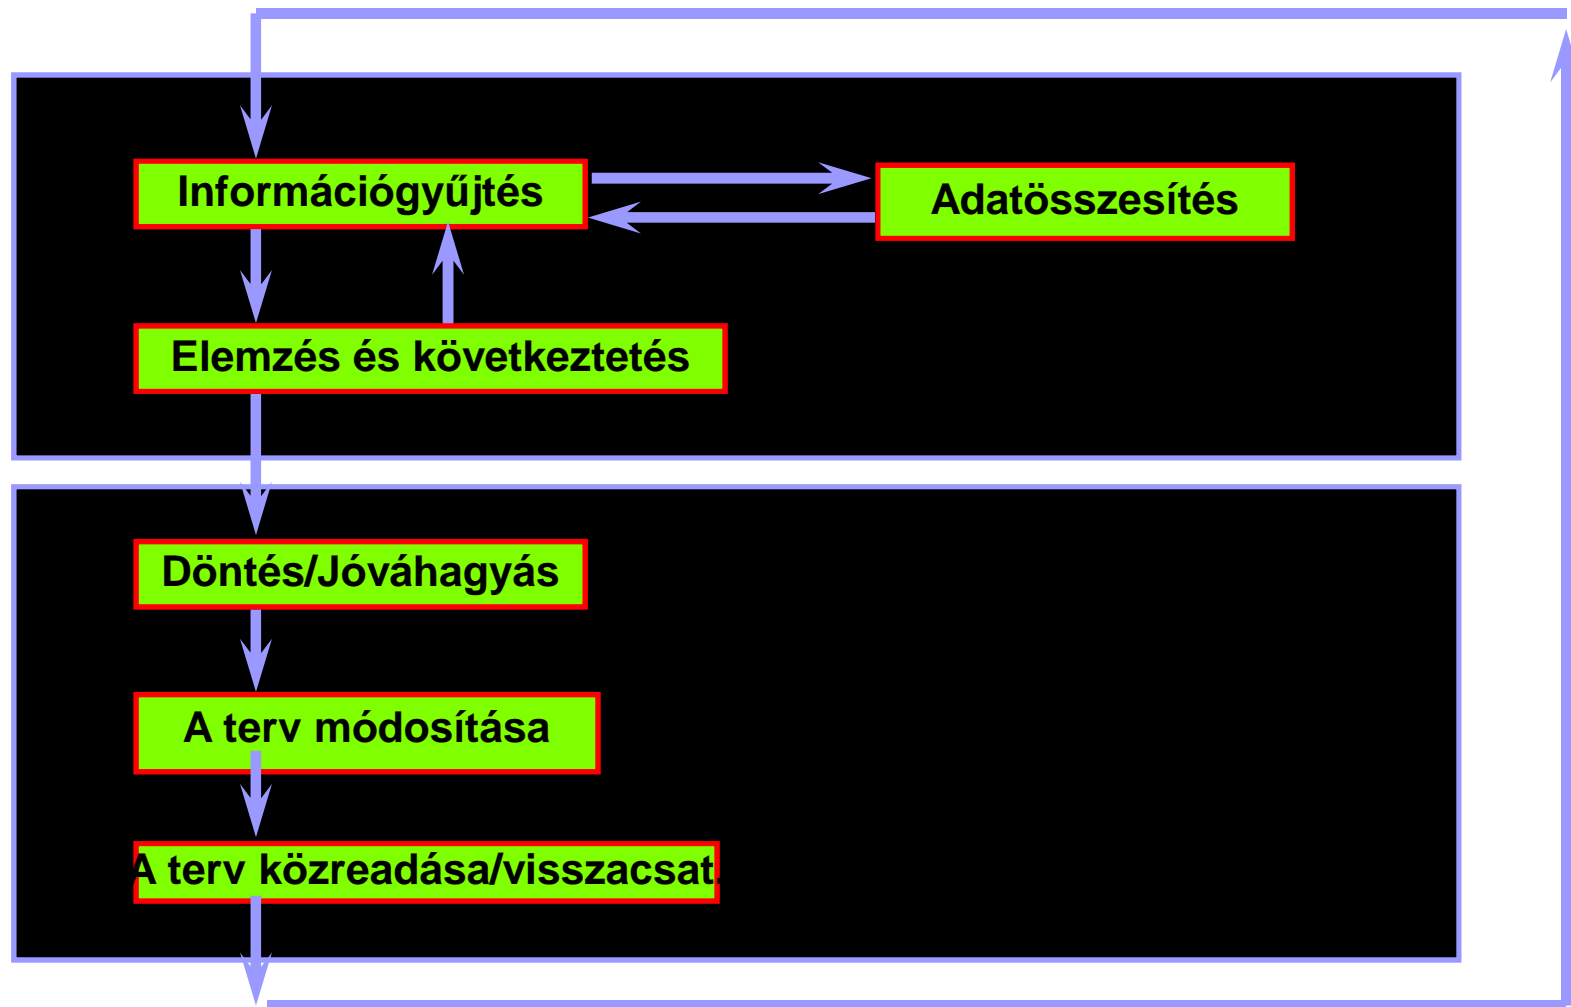 Információgyűjtés
Adatösszesítés
Elemzés és következtetés
Döntés/Jóváhagyás
A terv módosítása
A terv közreadása/visszacsat.